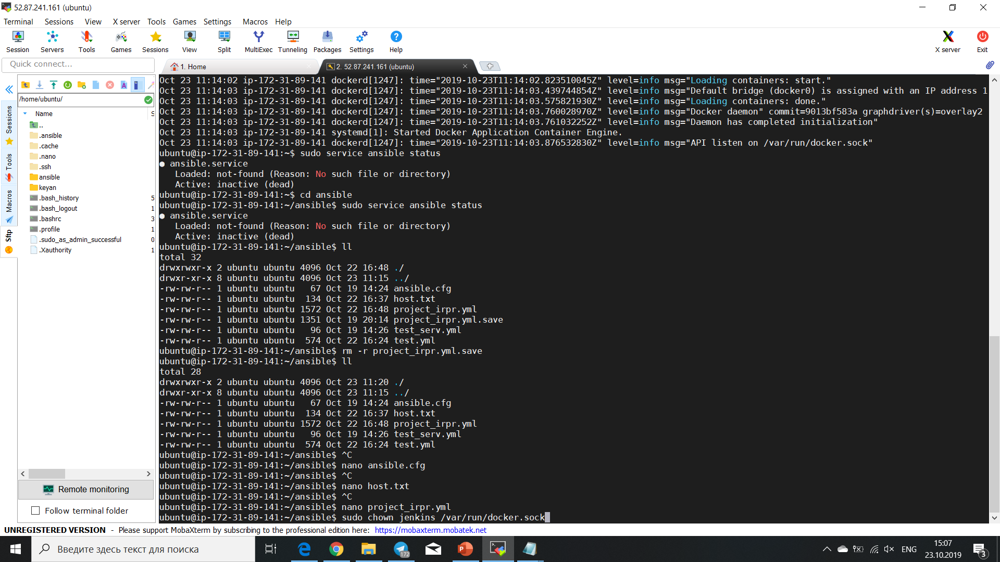 52.87.241.161 (ubuntu)
Terminal Sessions View X server Tools Games Settings Macros Help
Session Servers Tools Games Sessions View Split MultiExec Tunneling Packages Settings Help X server Exit
Quick connect...
1. Home
2. 52.87.241.161 (ubuntu)
/home/ubuntu/
Name S
..
.ansible
.cache
.nano
.ssh
ansible
keyan
.bash_history 5
.bash_logout 1
.bashrc 3
.profile 1
.sudo_as_admin_successful 0
.Xauthority 1
Sessions
Tools
Macros
Sftp
Remote monitoring
Follow terminal folder
Oct 23 11:14:02 ip-172-31-89-141 dockerd[1247]: time="2019-10-23T11:14:02.823510045Z" level=info msg="Loading containers: start."
Oct 23 11:14:03 ip-172-31-89-141 dockerd[1247]: time="2019-10-23T11:14:03.439744854Z" level=info msg="Default bridge (docker0) is assigned with an IP address 1
Oct 23 11:14:03 ip-172-31-89-141 dockerd[1247]: time="2019-10-23T11:14:03.575821930Z" level=info msg="Loading containers: done."
Oct 23 11:14:03 ip-172-31-89-141 dockerd[1247]: time="2019-10-23T11:14:03.760028970Z" level=info msg="Docker daemon" commit=9013bf583a graphdriver(s)=overlay2
Oct 23 11:14:03 ip-172-31-89-141 dockerd[1247]: time="2019-10-23T11:14:03.761032252Z" level=info msg="Daemon has completed initialization"
Oct 23 11:14:03 ip-172-31-89-141 systemd[1]: Started Docker Application Container Engine.
Oct 23 11:14:03 ip-172-31-89-141 dockerd[1247]: time="2019-10-23T11:14:03.876532830Z" level=info msg="API listen on /var/run/docker.sock"
ubuntu@ip-172-31-89-141:~$ sudo service ansible status
● ansible.service
Loaded: not-found (Reason: No such file or directory)
Active: inactive (dead)
ubuntu@ip-172-31-89-141:~$ cd ansible
ubuntu@ip-172-31-89-141:~/ansible$ sudo service ansible status
● ansible.service
Loaded: not-found (Reason: No such file or directory)
Active: inactive (dead)
ubuntu@ip-172-31-89-141:~/ansible$ ll
total 32
drwxrwxr-x 2 ubuntu ubuntu 4096 Oct 22 16:48 ./
drwxr-xr-x 8 ubuntu ubuntu 4096 Oct 23 11:15 ../
-rw-rw-r-- 1 ubuntu ubuntu 67 Oct 19 14:24 ansible.cfg
-rw-rw-r-- 1 ubuntu ubuntu 134 Oct 22 16:37 host.txt
-rw-rw-r-- 1 ubuntu ubuntu 1572 Oct 22 16:48 project_irpr.yml
-rw-rw-r-- 1 ubuntu ubuntu 1351 Oct 19 20:14 project_irpr.yml.save
-rw-rw-r-- 1 ubuntu ubuntu 96 Oct 19 14:26 test_serv.yml
-rw-rw-r-- 1 ubuntu ubuntu 574 Oct 22 16:24 test.yml
ubuntu@ip-172-31-89-141:~/ansible$ rm -r project_irpr.yml.save
ubuntu@ip-172-31-89-141:~/ansible$ ll
total 28
drwxrwxr-x 2 ubuntu ubuntu 4096 Oct 23 11:20 ./
drwxr-xr-x 8 ubuntu ubuntu 4096 Oct 23 11:15 ../
-rw-rw-r-- 1 ubuntu ubuntu 67 Oct 19 14:24 ansible.cfg
-rw-rw-r-- 1 ubuntu ubuntu 134 Oct 22 16:37 host.txt
-rw-rw-r-- 1 ubuntu ubuntu 1572 Oct 22 16:48 project_irpr.yml
-rw-rw-r-- 1 ubuntu ubuntu 96 Oct 19 14:26 test_serv.yml
-rw-rw-r-- 1 ubuntu ubuntu 574 Oct 22 16:24 test.yml
ubuntu@ip-172-31-89-141:~/ansible$ ^C
ubuntu@ip-172-31-89-141:~/ansible$ nano ansible.cfg
ubuntu@ip-172-31-89-141:~/ansible$ ^C
ubuntu@ip-172-31-89-141:~/ansible$ nano host.txt
ubuntu@ip-172-31-89-141:~/ansible$ ^C
ubuntu@ip-172-31-89-141:~/ansible$ nano project_irpr.yml
ubuntu@ip-172-31-89-141:~/ansible$ sudo chown jenkins /var/run/docker.sock
UNREGISTERED VERSION - Please support MobaXterm by subscribing to the professional edition here: https://mobaxterm.mobatek.net
Введите здесь текст для поиска
172
ENG
15:07
23.10.2019
3